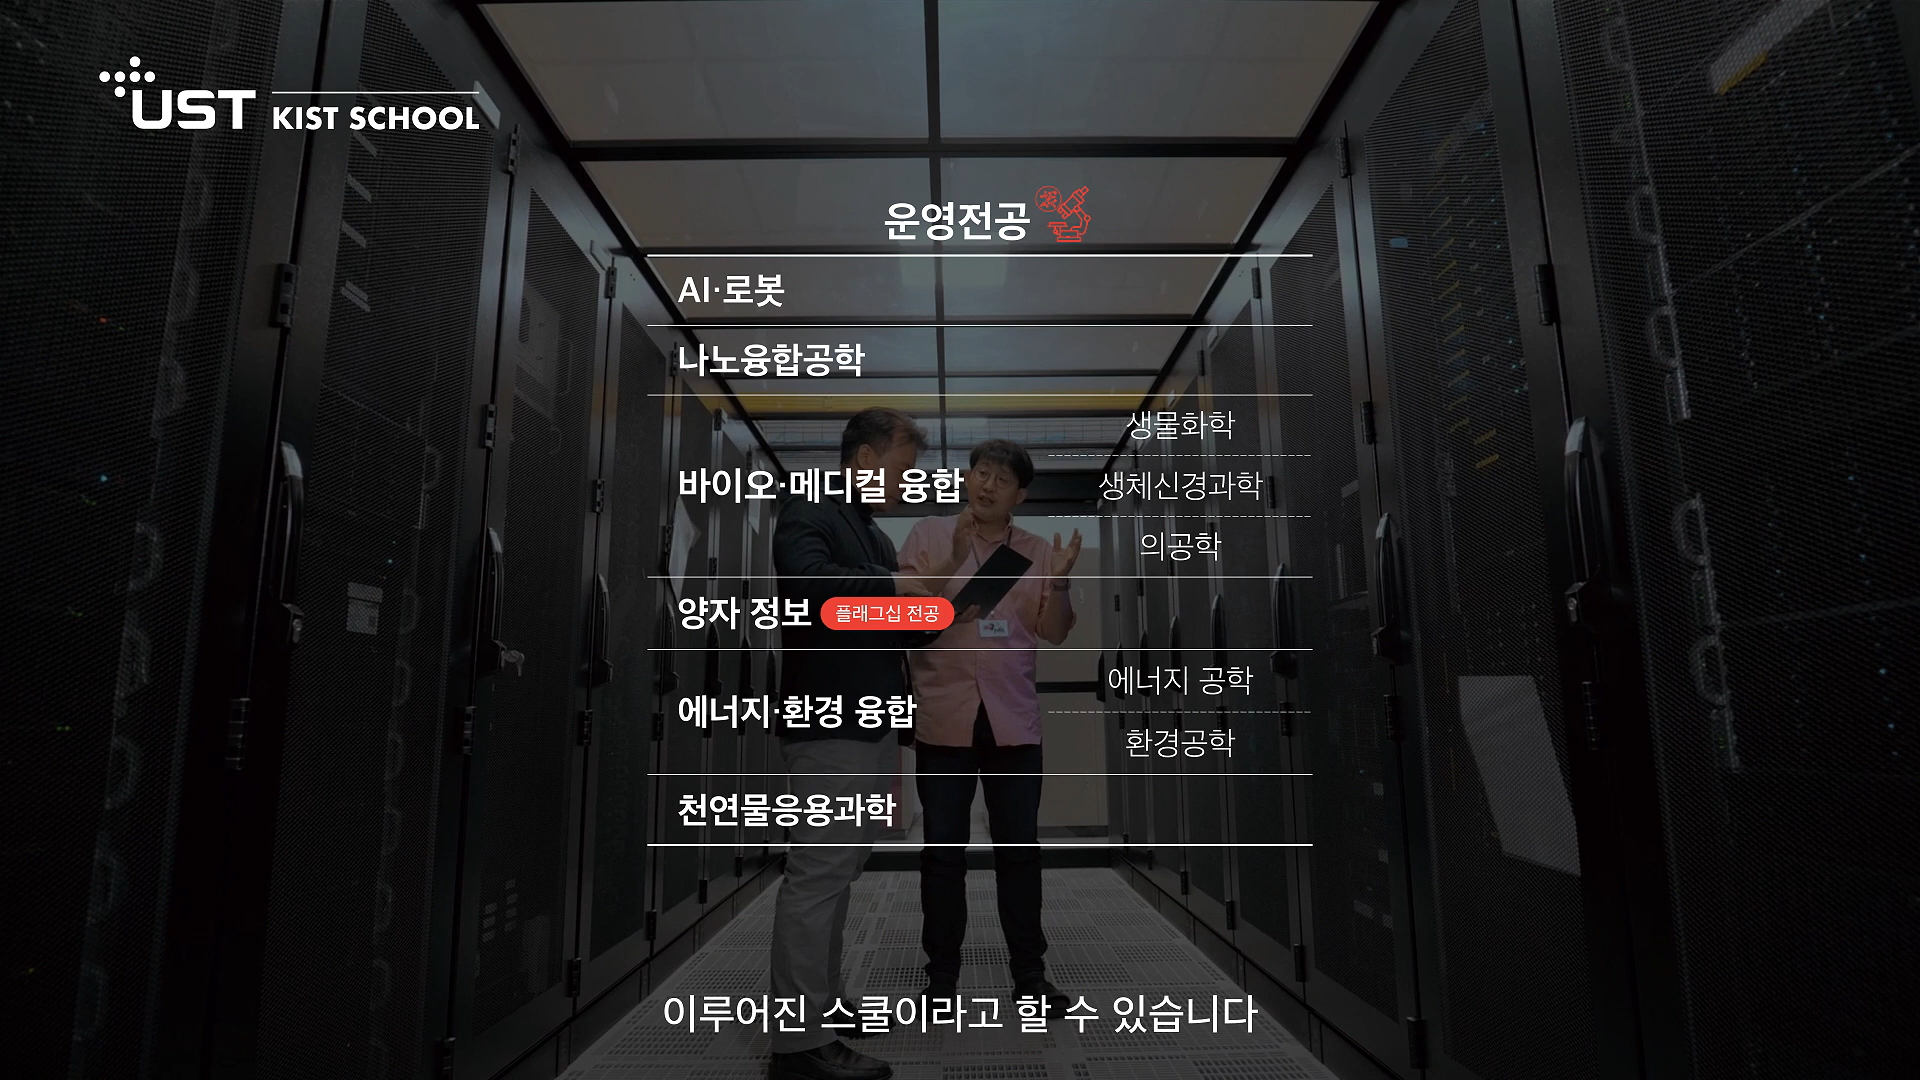 UST KIST SCHOOL
운영전공
AI·로봇
나노융합공학
바이오·메디컬 융합
생물화학
생체신경과학
의공학
양자 정보 플래그십 전공
에너지·환경 융합
에너지 공학
환경공학
천연물응용과학
이루어진 스쿨이라고 할 수 있습니다